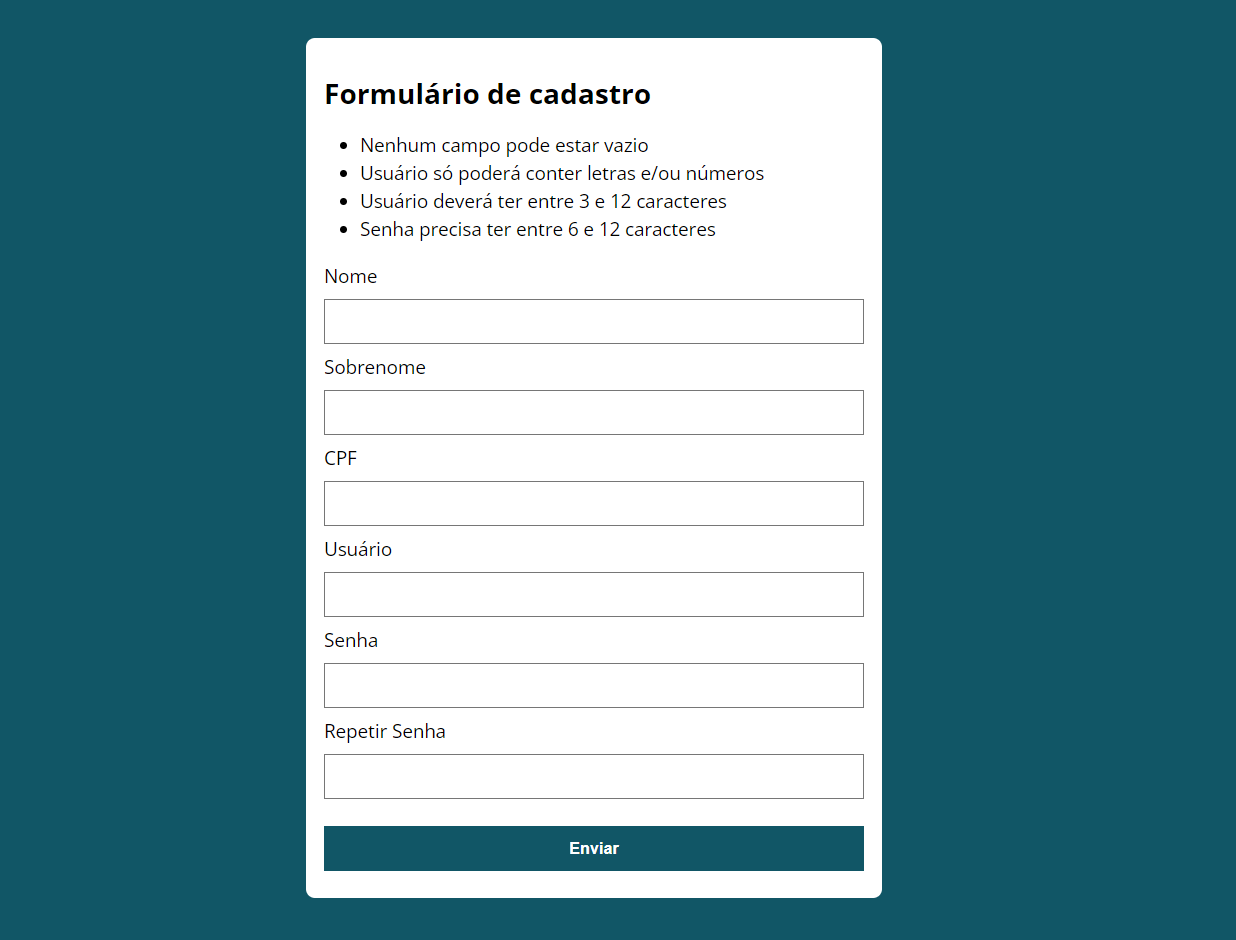 Formulário de cadastro
Nenhum campo pode estar vazio
Usuário só poderá conter letras e/ou números
Usuário deverá ter entre 3 e 12 caracteres
Senha precisa ter entre 6 e 12 caracteres
Nome
Sobrenome
CPF
Usuário
Senha
Repetir Senha
Enviar